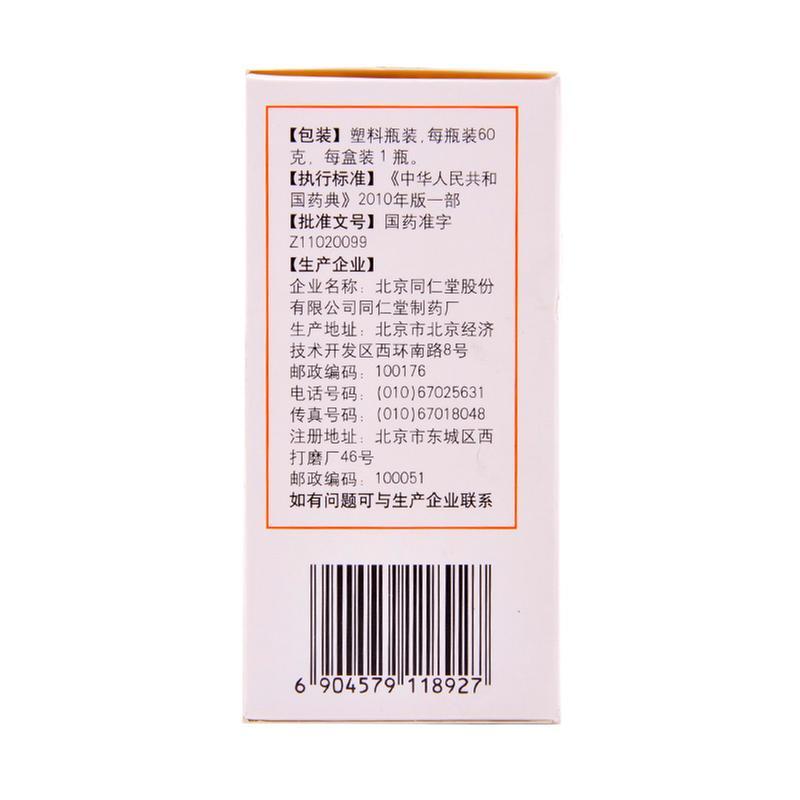 【包装】塑料瓶装,每瓶装60
克，每盒装1瓶。
【执行标准】《中华人民共和
国药典》2010年版一部
【批准文号】国药准字
Z11020099
【生产企业】
企业名称：北京同仁堂股份
有限公司同仁堂制药厂
生产地址：北京市北京经济
技术开发区西环南路8号
邮政编码：100176
电话号码：(010)67025631
传真号码：(010)67018048
注册地址：北京市东城区西
打磨厂46号
邮政编码：100051
如有问题可与生产企业联系
6 904579 118927